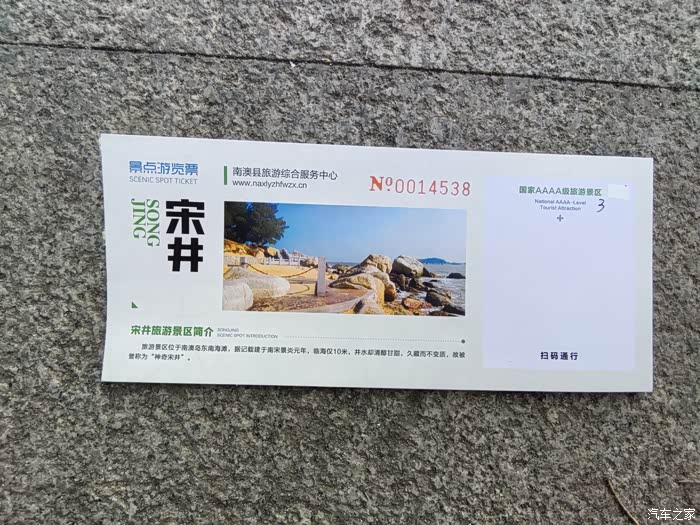 景点游览票
SCENIC SPOT TICKET
南澳县旅游综合服务中心
www.naxlyzhfwzx.cn
№0014538
宋井
SONG
JING
宋井旅游景区简介
SONGJING
SCENIC SPOT INTRODUCTION
旅游景区位于南澳岛东南海滩，据记载建于南宋景炎元年，临海仅10米，井水却清醇甘甜，久藏而不变质，故被
誉称为“神奇宋井”。
国家AAAA级旅游景区
National AAAA -Level
Tourist Attraction
3
扫码通行
汽车之家